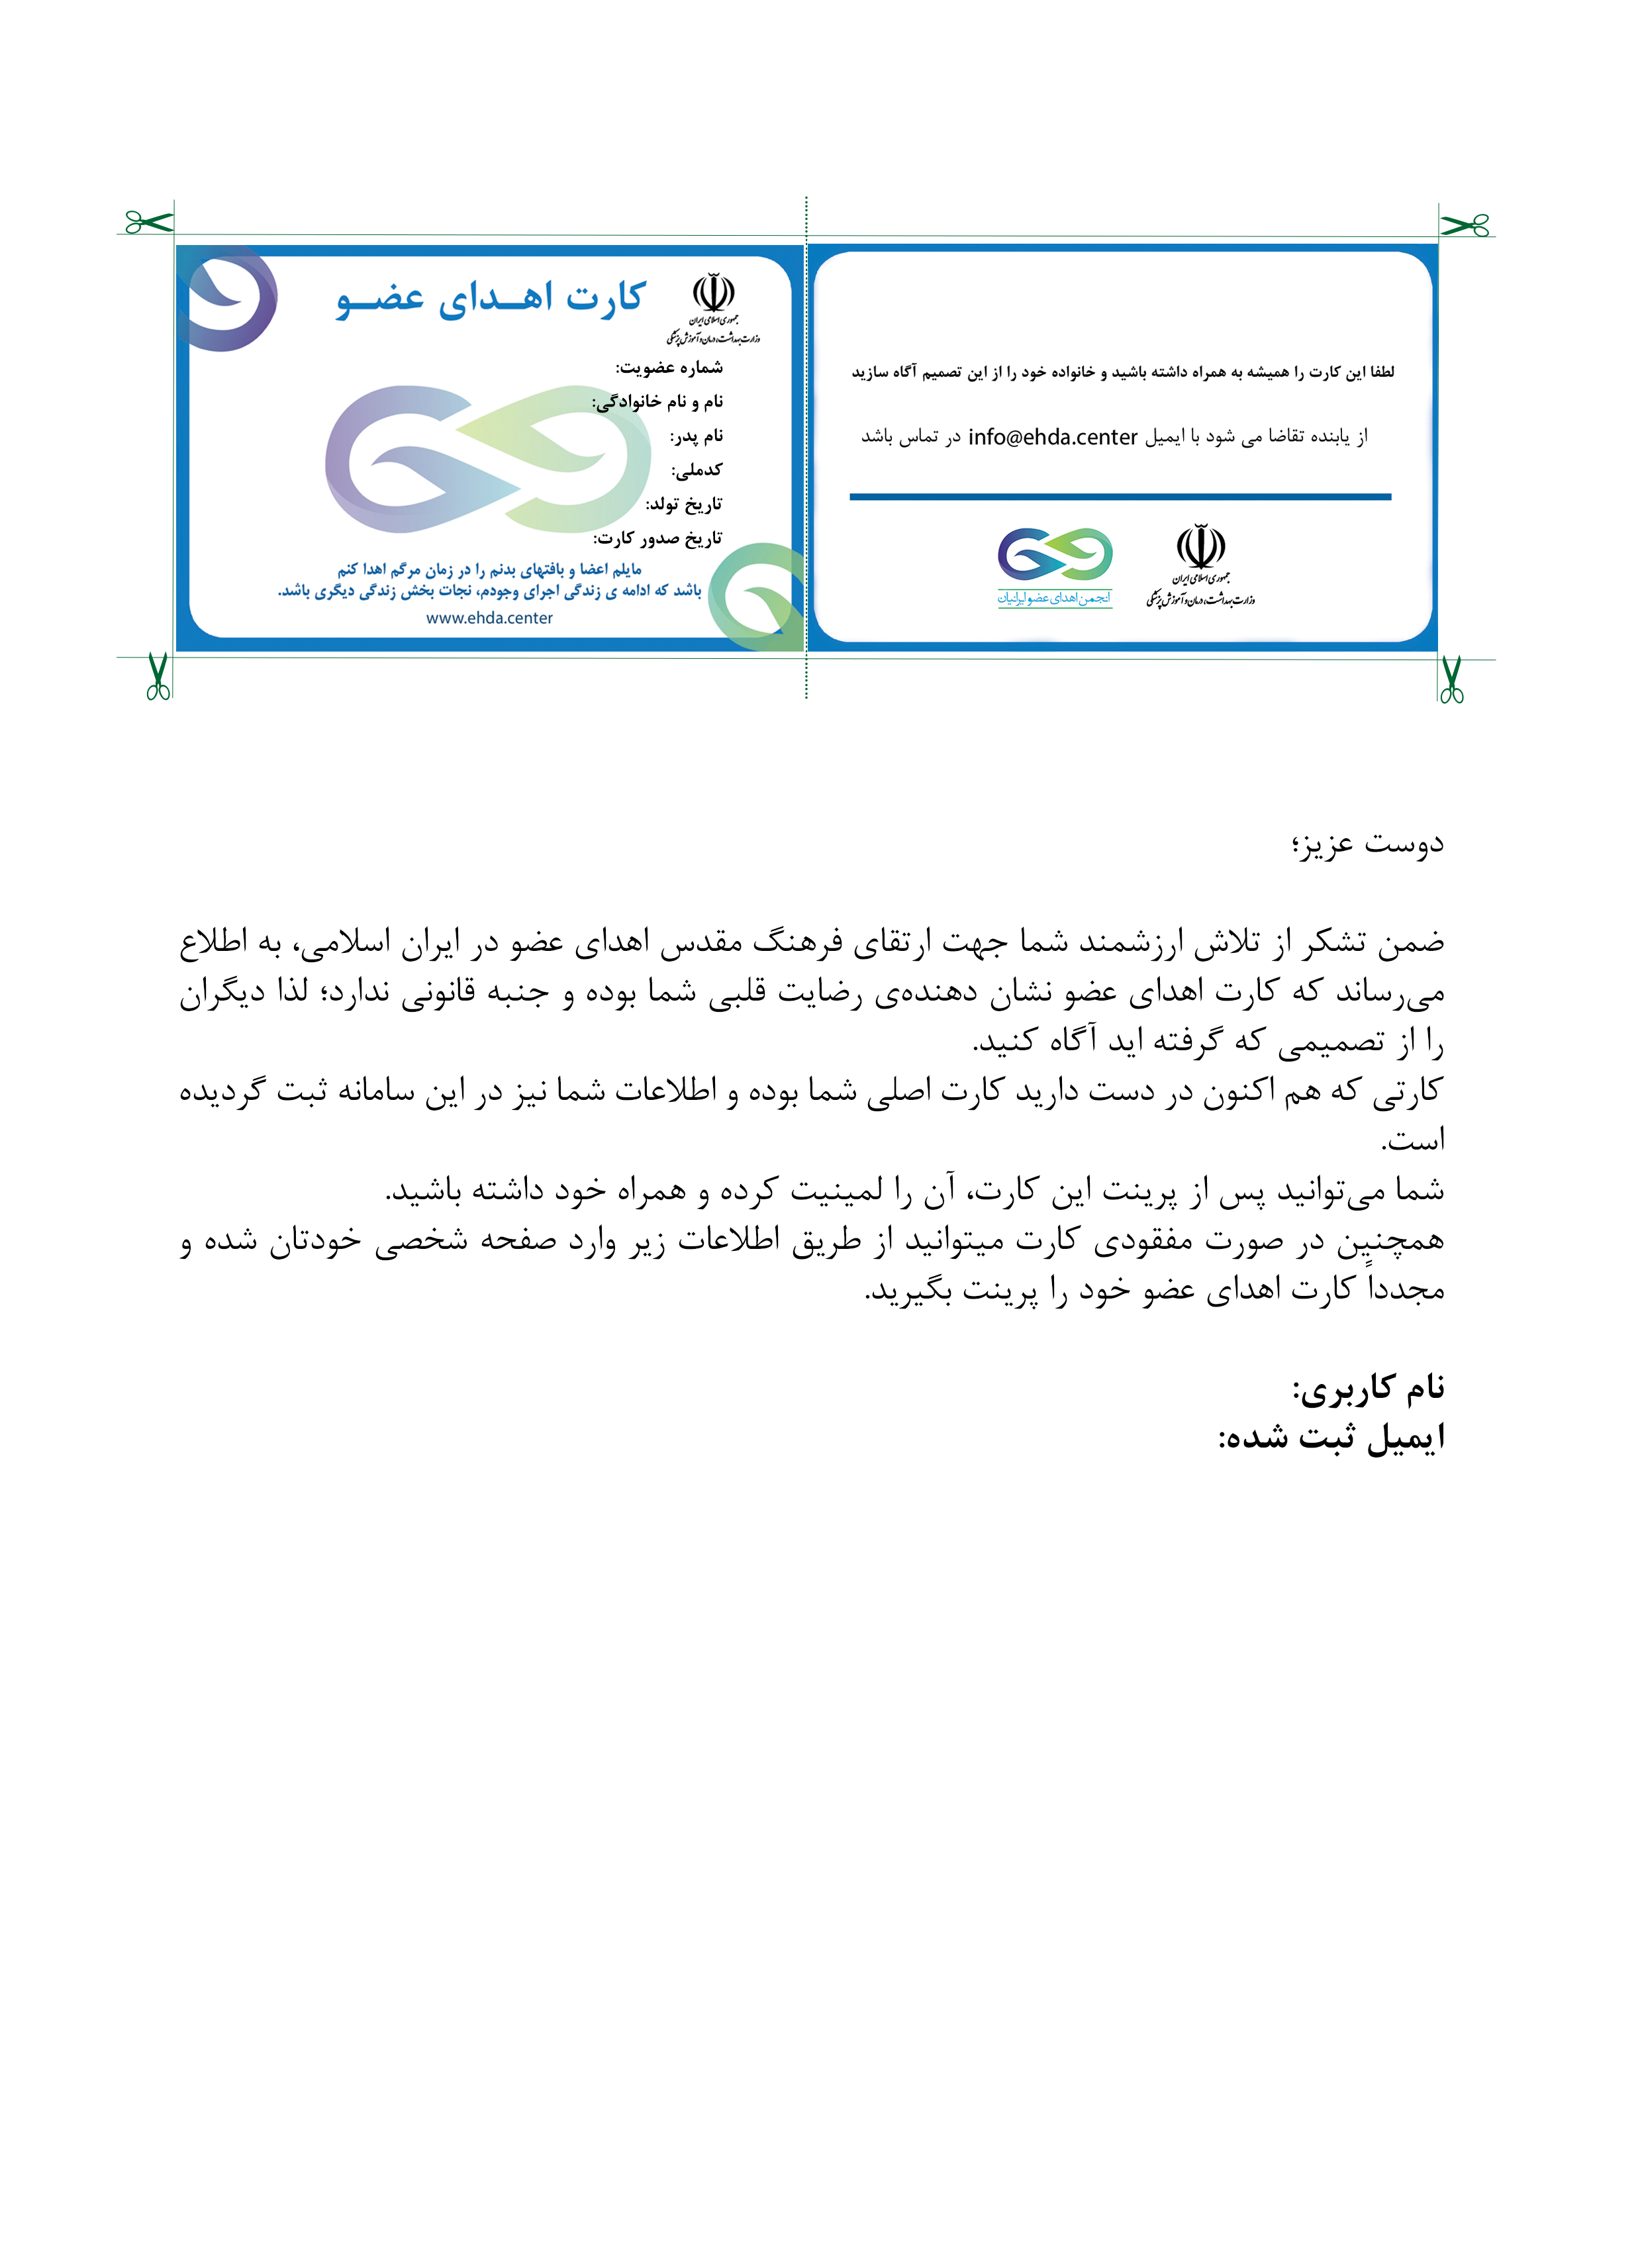 کارت اهـــدای عضـــو
جمهوری اسلامی ایران
وزارت بهداشت، درمان و آموزش پزشکی
شماره عضویت:
نام و نام خانوادگی:
نام پدر:
کدملی:
تاریخ تولد:
تاریخ صدور کارت:
مایلم اعضا و بافتهای بدنم را در زمان مرگم اهدا کنم
باشد که ادامه ی زندگی اجرای وجودم، نجات بخش زندگی دیگری باشد.
www.ehda.center
لطفا این کارت را همیشه به همراه داشته باشید و خانواده خود را از این تصمیم آگاه سازید
از یابنده تقاضا می شود با ایمیل info@ehda.center در تماس باشد
جمهوری اسلامی ایران
وزارت بهداشت، درمان و آموزش پزشکی
انجمن اهدای عضو ایرانیان
دوست عزیز؛
ضمن تشکر از تلاش ارزشمند شما جهت ارتقای فرهنگ مقدس اهدای عضو در ایران اسلامی، به اطلاع
می‌رساند که کارت اهدای عضو نشان دهنده‌ی رضایت قلبی شما بوده و جنبه قانونی ندارد؛ لذا دیگران
را از تصمیمی که گرفته اید آگاه کنید.
کارتی که هم اکنون در دست دارید کارت اصلی شما بوده و اطلاعات شما نیز در این سامانه ثبت گردیده
است.
شما می‌توانید پس از پرینت این کارت، آن را لمینیت کرده و همراه خود داشته باشید.
همچنین در صورت مفقودی کارت میتوانید از طریق اطلاعات زیر وارد صفحه شخصی خودتان شده و
مجدداً کارت اهدای عضو خود را پرینت بگیرید.
نام کاربری:
ایمیل ثبت شده: